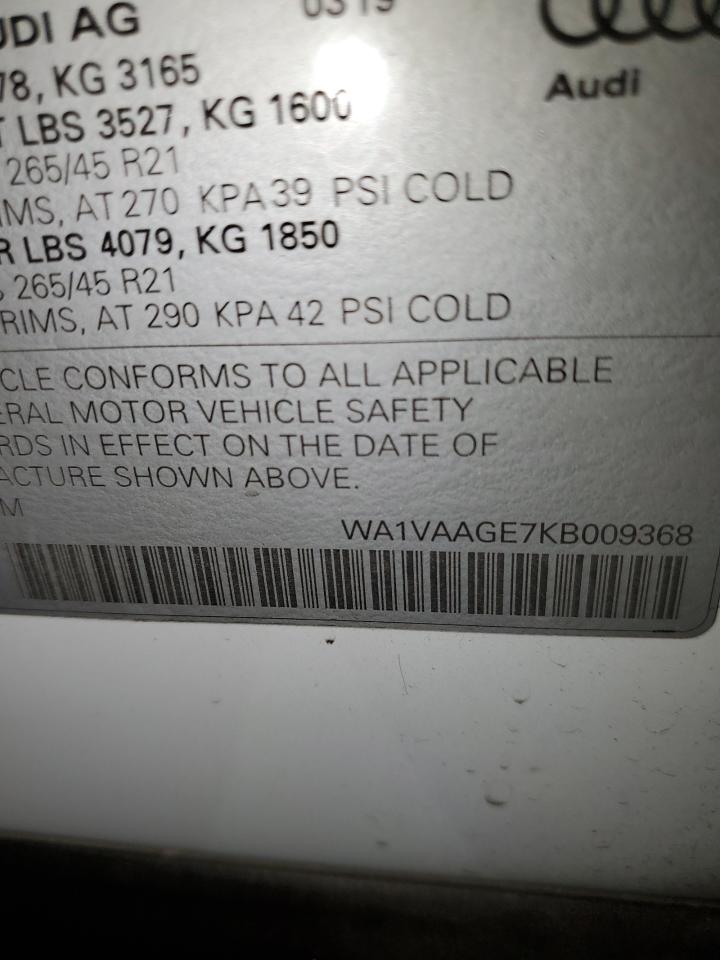 UDI AG 0319
78, KG 3165
Audi
T LBS 3527, KG 1600
265/45 R21
IMS, AT 270 KPA 39 PSI COLD
R LBS 4079, KG 1850
265/45 R21
RIMS, AT 290 KPA 42 PSI COLD
CLE CONFORMS TO ALL APPLICABLE
ERAL MOTOR VEHICLE SAFETY
RDS IN EFFECT ON THE DATE OF
ACTURE SHOWN ABOVE.
M
WA1VAAGE7KB009368